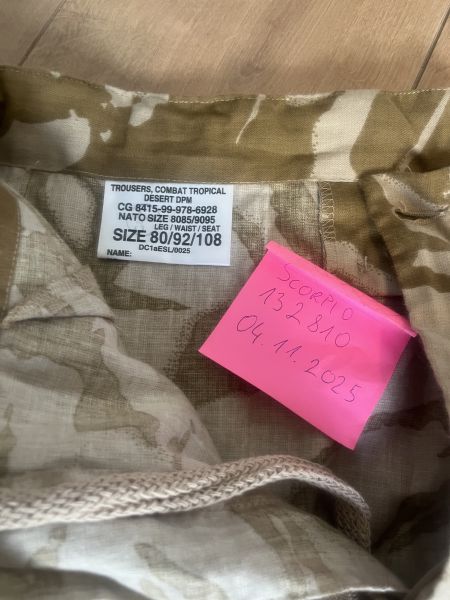 TROUSERS, COMBAT TROPICAL
DESERT DPM
CG 8415-99-978-6928
NATO SIZE 8085/9095
LEG / WAIST / SEAT
SIZE 80/92/108
DC1aESL/0025
NAME:
SCORPIO
132810
04.11.2025